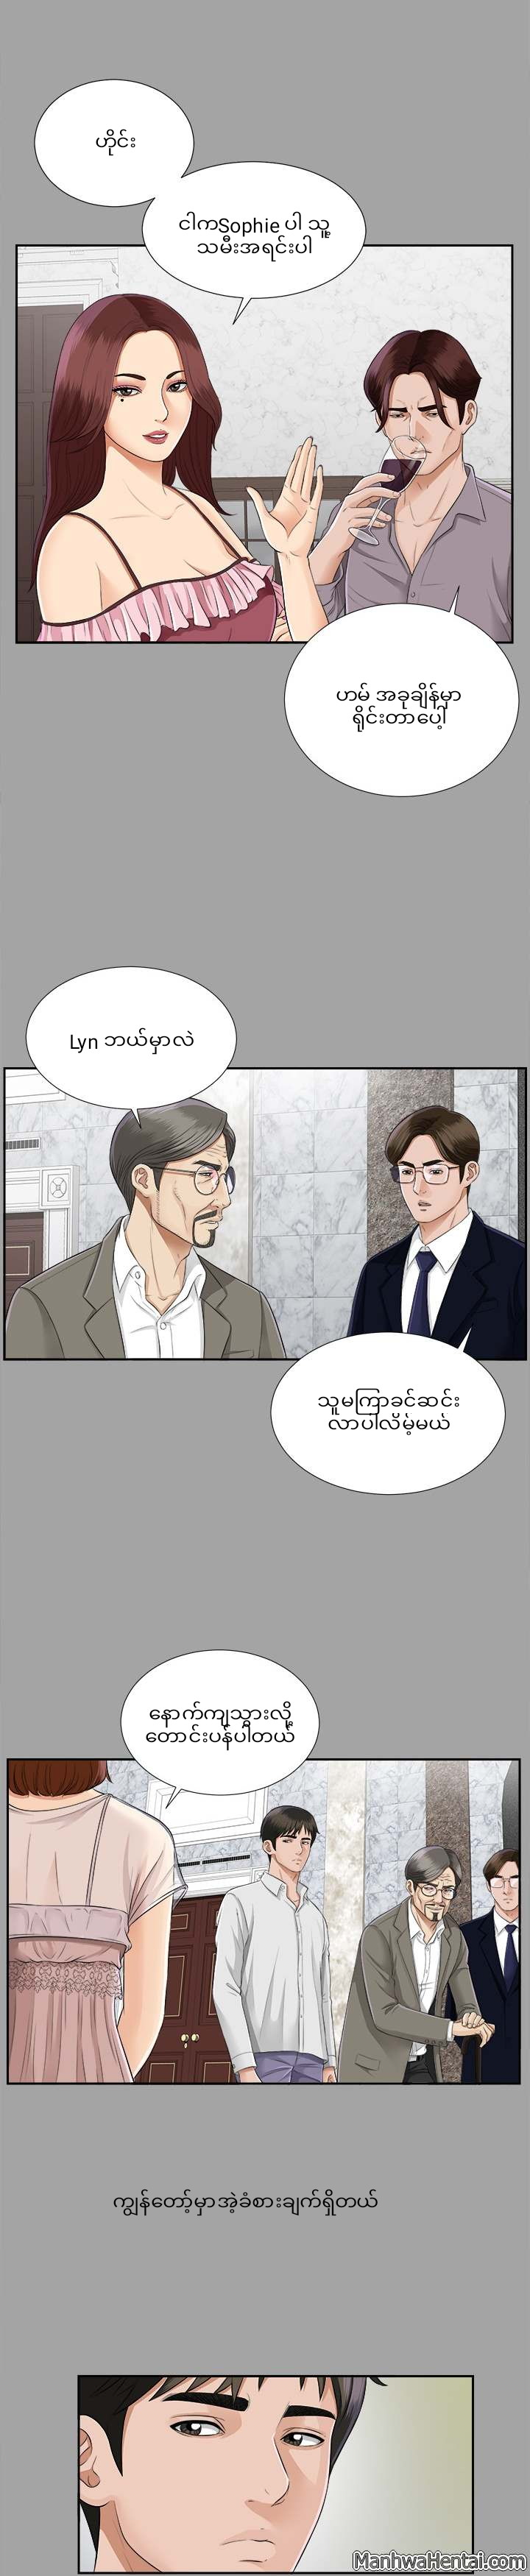 ဟိုင်း
ငါကSophie ပါ သူ့
သမီးအရင်းပါ
ဟမ် အခုချိန်မှာ
ရိုင်းတာပေါ့
Lyn ဘယ်မှာလဲ
သူမကြာခင်ဆင်း
လာပါလိမ့်မယ်
နောက်ကျသွားလို့
တောင်းပန်ပါတယ်
ကျွန်တော့်မှာအဲ့ခံစားချက်ရှိတယ်
ManhwaHentai.com